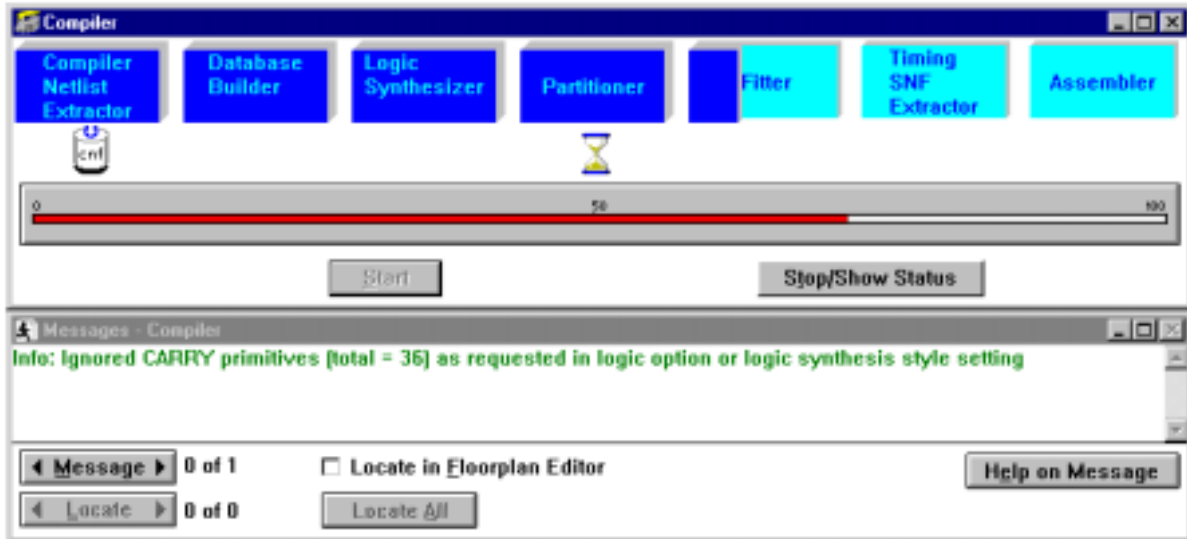 Compiler
Compiler Netlist Extractor
Database Builder
Logic Synthesizer
Partitioner
Fitter
Timing SNF Extractor
Assembler
cnf
0 50 100
Start
Stop/Show Status
Messages - Compiler
Info: Ignored CARRY primitives (total = 36) as requested in logic option or logic synthesis style setting
Message 0 of 1
Locate in Floorplan Editor
Help on Message
Locate 0 of 0
Locate All